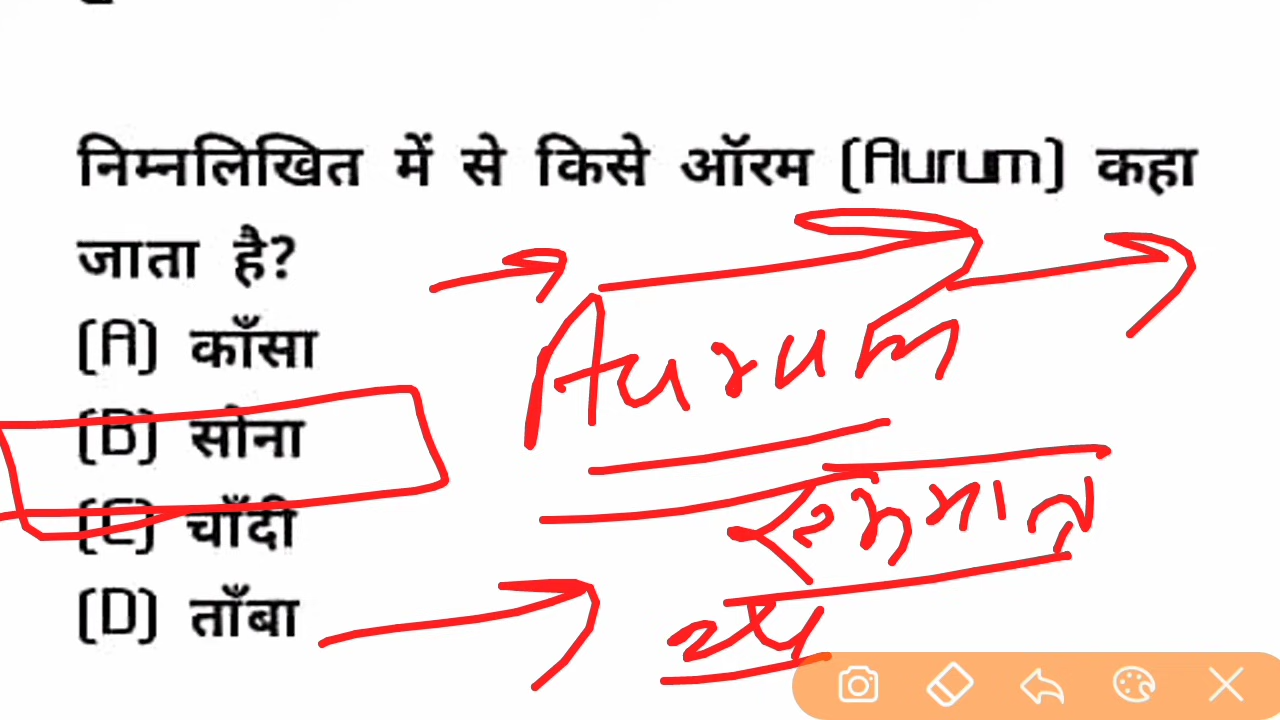 निम्नलिखित में से किसे ऑरम (Aurum) कहा
जाता है?
(A) काँसा
Aurum
(B) सोना
(C) चाँदी
(D) ताँबा